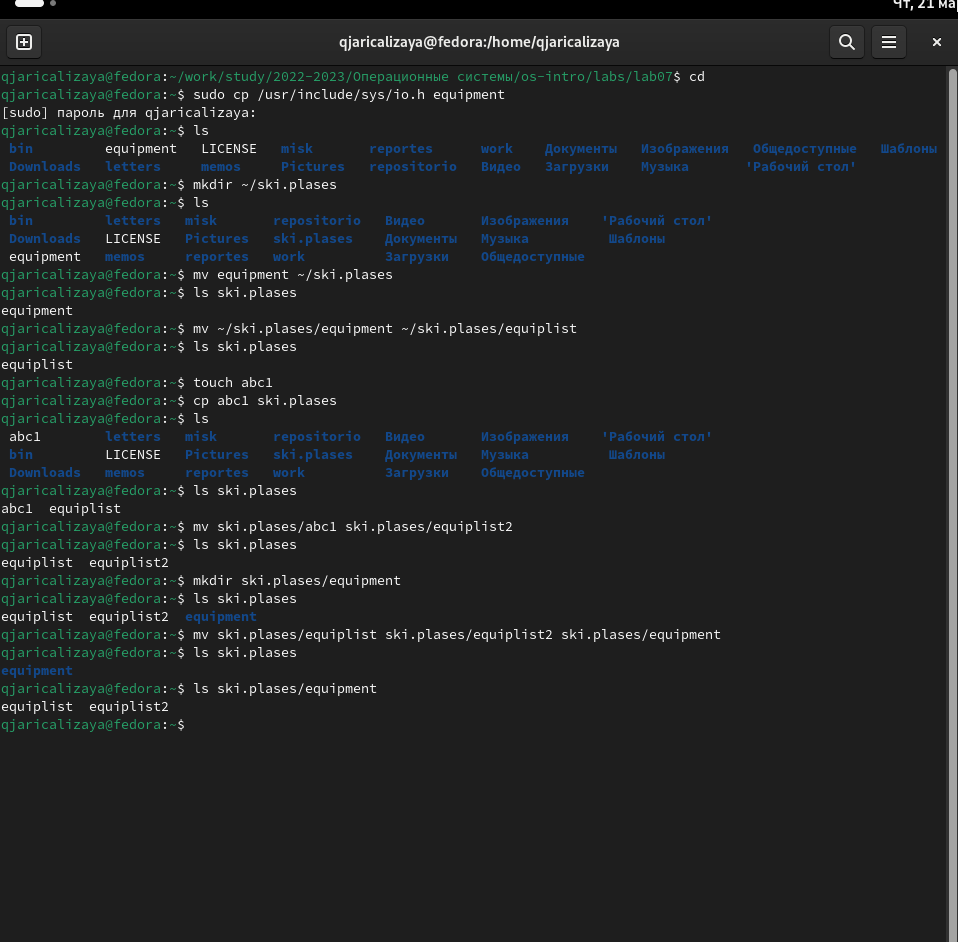 Чт, 21 мар
qjaricalizaya@fedora:/home/qjaricalizaya
qjaricalizaya@fedora:~/work/study/2022-2023/Операционные системы/os-intro/labs/lab07$ cd
qjaricalizaya@fedora:~$ sudo cp /usr/include/sys/io.h equipment
[sudo] пароль для qjaricalizaya:
qjaricalizaya@fedora:~$ ls
bin equipment LICENSE misk reportes work Документы Изображения Общедоступные Шаблоны
Downloads letters memos Pictures repositorio Видео Загрузки Музыка 'Рабочий стол'
qjaricalizaya@fedora:~$ mkdir ~/ski.plases
qjaricalizaya@fedora:~$ ls
bin letters misk repositorio Видео Изображения 'Рабочий стол'
Downloads LICENSE Pictures ski.plases Документы Музыка Шаблоны
equipment memos reportes work Загрузки Общедоступные
qjaricalizaya@fedora:~$ mv equipment ~/ski.plases
qjaricalizaya@fedora:~$ ls ski.plases
equipment
qjaricalizaya@fedora:~$ mv ~/ski.plases/equipment ~/ski.plases/equiplist
qjaricalizaya@fedora:~$ ls ski.plases
equiplist
qjaricalizaya@fedora:~$ touch abc1
qjaricalizaya@fedora:~$ cp abc1 ski.plases
qjaricalizaya@fedora:~$ ls
abc1 letters misk repositorio Видео Изображения 'Рабочий стол'
bin LICENSE Pictures ski.plases Документы Музыка Шаблоны
Downloads memos reportes work Загрузки Общедоступные
qjaricalizaya@fedora:~$ ls ski.plases
abc1 equiplist
qjaricalizaya@fedora:~$ mv ski.plases/abc1 ski.plases/equiplist2
qjaricalizaya@fedora:~$ ls ski.plases
equiplist equiplist2
qjaricalizaya@fedora:~$ mkdir ski.plases/equipment
qjaricalizaya@fedora:~$ ls ski.plases
equiplist equiplist2 equipment
qjaricalizaya@fedora:~$ mv ski.plases/equiplist ski.plases/equiplist2 ski.plases/equipment
qjaricalizaya@fedora:~$ ls ski.plases
equipment
qjaricalizaya@fedora:~$ ls ski.plases/equipment
equiplist equiplist2
qjaricalizaya@fedora:~$